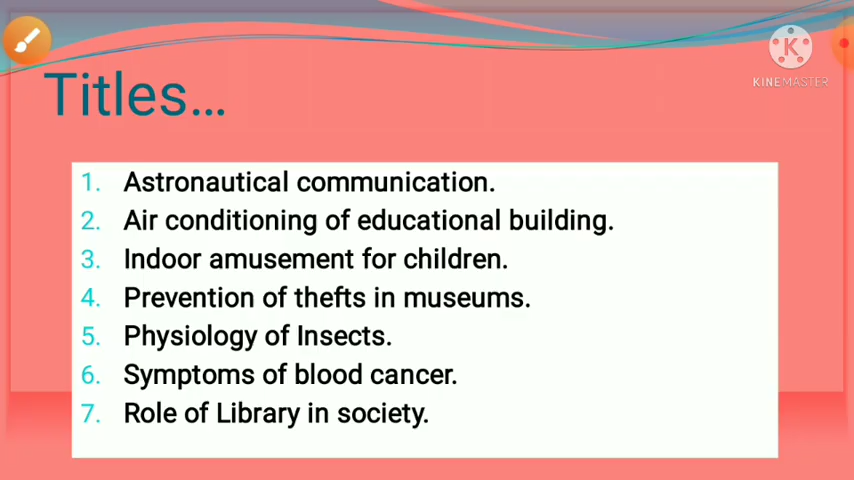 K
KINEMASTER
Titles...
1. Astronautical communication.
2. Air conditioning of educational building.
3. Indoor amusement for children.
4. Prevention of thefts in museums.
5. Physiology of Insects.
6. Symptoms of blood cancer.
7. Role of Library in society.